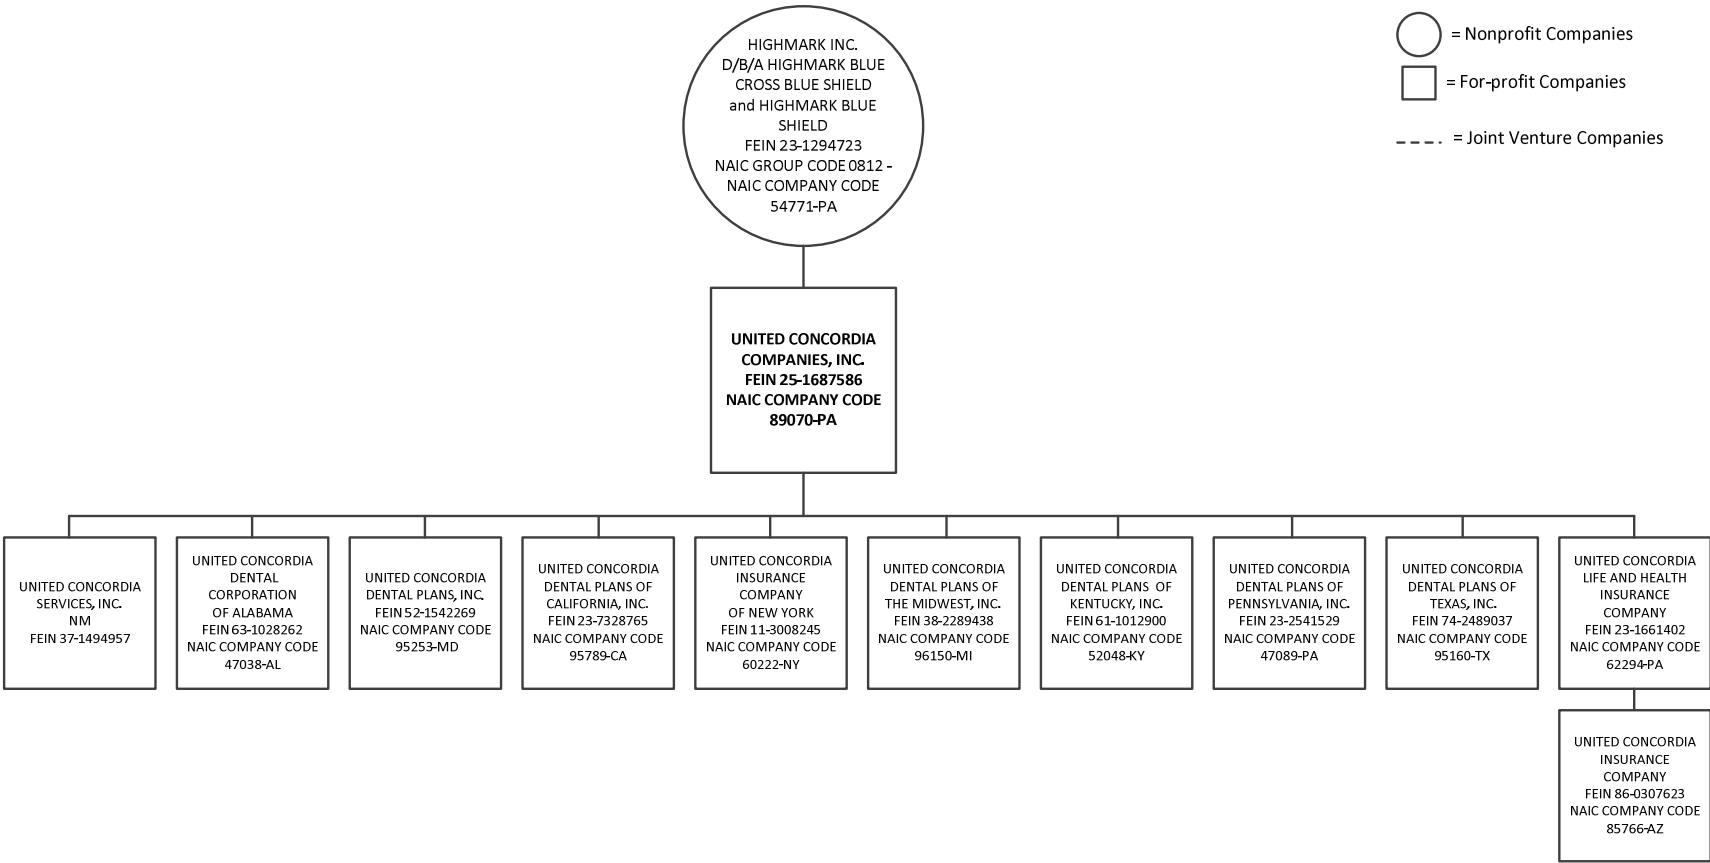 HIGHMARK INC.
D/B/A HIGHMARK BLUE
CROSS BLUE SHIELD
and HIGHMARK BLUE
SHIELD
FEIN 23-1294723
NAIC GROUP CODE 0812 -
NAIC COMPANY CODE
54771-PA
= Nonprofit Companies
= For-profit Companies
= Joint Venture Companies
UNITED CONCORDIA
COMPANIES, INC.
FEIN 25-1687586
NAIC COMPANY CODE
89070-PA
UNITED CONCORDIA
SERVICES, INC.
NM
FEIN 37-1494957
UNITED CONCORDIA
DENTAL
CORPORATION
OF ALABAMA
FEIN 63-1028262
NAIC COMPANY CODE
47038-AL
UNITED CONCORDIA
DENTAL PLANS, INC.
FEIN 52-1542269
NAIC COMPANY CODE
95253-MD
UNITED CONCORDIA
DENTAL PLANS OF
CALIFORNIA, INC.
FEIN 23-7328765
NAIC COMPANY CODE
95789-CA
UNITED CONCORDIA
INSURANCE
COMPANY
OF NEW YORK
FEIN 11-3008245
NAIC COMPANY CODE
60222-NY
UNITED CONCORDIA
DENTAL PLANS OF
THE MIDWEST, INC.
FEIN 38-2289438
NAIC COMPANY CODE
96150-MI
UNITED CONCORDIA
DENTAL PLANS OF
KENTUCKY, INC.
FEIN 61-1012900
NAIC COMPANY CODE
52048-KY
UNITED CONCORDIA
DENTAL PLANS OF
PENNSYLVANIA, INC.
FEIN 23-2541529
NAIC COMPANY CODE
47089-PA
UNITED CONCORDIA
DENTAL PLANS OF
TEXAS, INC.
FEIN 74-2489037
NAIC COMPANY CODE
95160-TX
UNITED CONCORDIA
LIFE AND HEALTH
INSURANCE
COMPANY
FEIN 23-1661402
NAIC COMPANY CODE
62294-PA
UNITED CONCORDIA
INSURANCE
COMPANY
FEIN 86-0307623
NAIC COMPANY CODE
85766-AZ